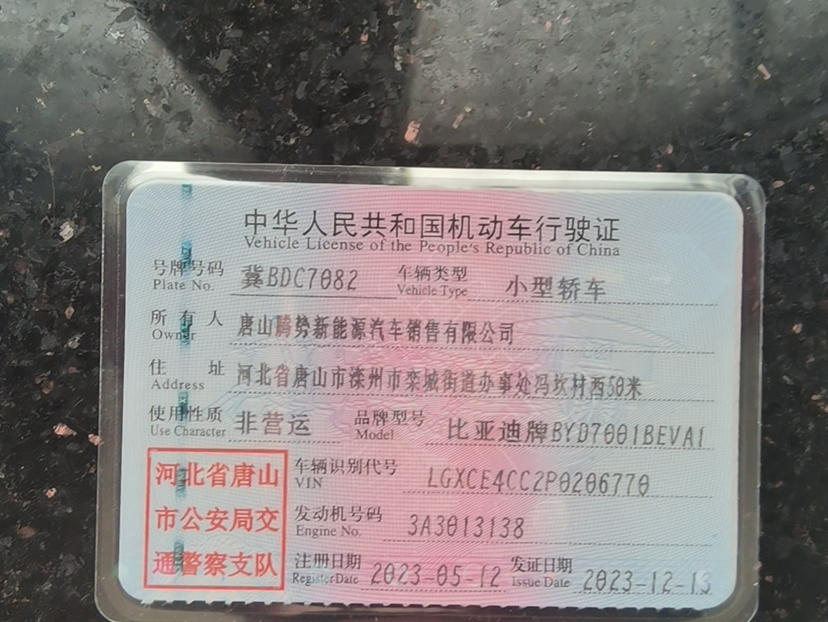 中华人民共和国机动车行驶证
Vehicle License of the People's Republic of China
号牌号码 冀BDC7082 车辆类型 小型轿车
Plate No. Vehicle Type
所有人 唐山腾势新能源汽车销售有限公司
Owner
住址 河北省唐山市滦州市栾城街道办事处冯坎村西50米
Address
使用性质 非营运 品牌型号 比亚迪牌BYD7001BEVA1
Use Character Model
河北省唐山
市公安局交
通警察支队
车辆识别代号 LGXCE4CC2P0206770
VIN
发动机号码 3A3013138
Engine No.
注册日期 2023-05-12 发证日期 2023-12-13
Register Date Issue Date